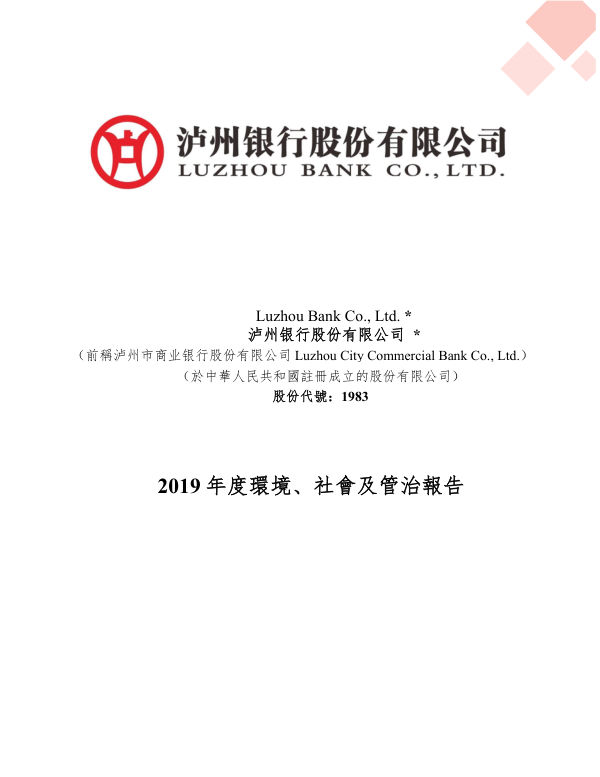 泸州银行股份有限公司
LUZHOU BANK CO., LTD.
Luzhou Bank Co., Ltd. *
泸州银行股份有限公司 *
（前稱泸州市商业银行股份有限公司 Luzhou City Commercial Bank Co., Ltd.）
（於中華人民共和國註冊成立的股份有限公司）
股份代號：1983
2019 年度環境、社會及管治報告